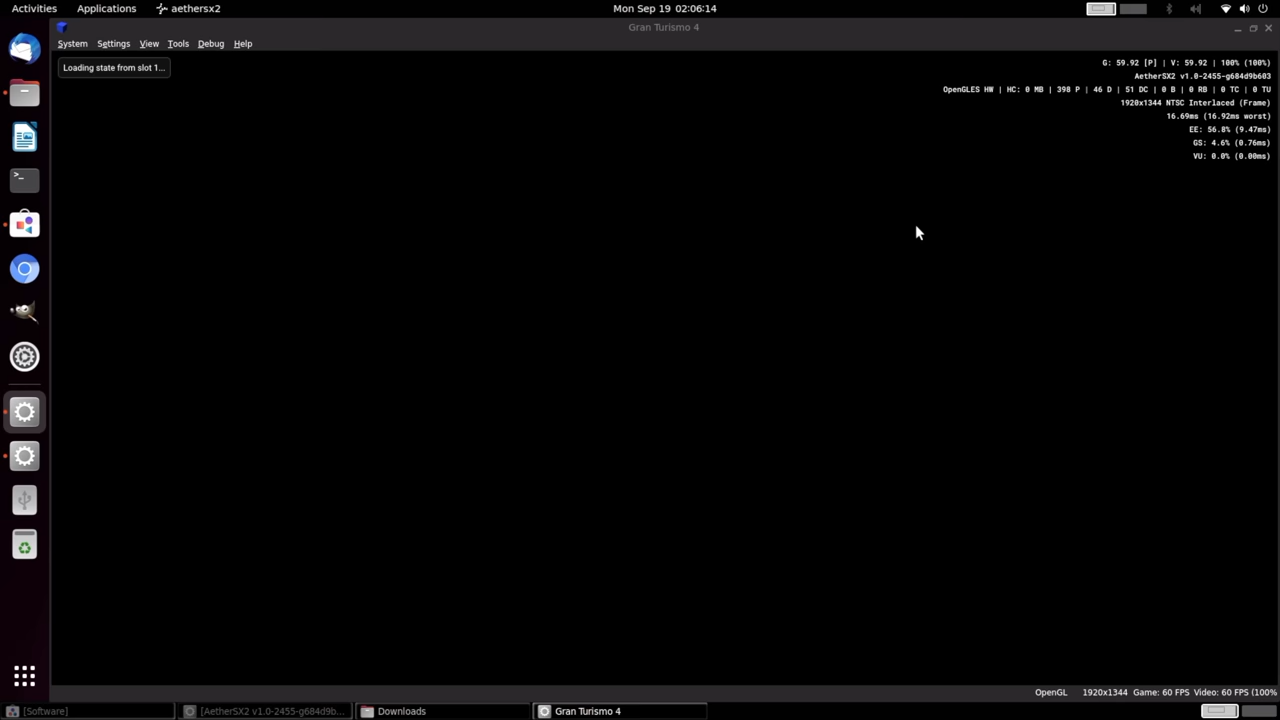 Activities Applications aethersx2 Mon Sep 19 02:06:14
Gran Turismo 4
System Settings View Tools Debug Help
Loading state from slot 1...
G: 59.92 [P] | V: 59.92 | 100% (100%)
AetherSX2 v1.0-2455-g684d9b603
OpenGLES HW | HC: 0 MB | 398 P | 46 D | 51 DC | 0 B | 0 RB | 0 TC | 0 TU
1920x1344 NTSC Interlaced (Frame)
16.69ms (16.92ms worst)
EE: 56.8% (9.47ms)
GS: 4.6% (0.76ms)
VU: 0.0% (0.00ms)
>_
OpenGL 1920x1344 Game: 60 FPS Video: 60 FPS (100%
[Software] [AetherSX2 v1.0-2455-g684d9b... Downloads Gran Turismo 4